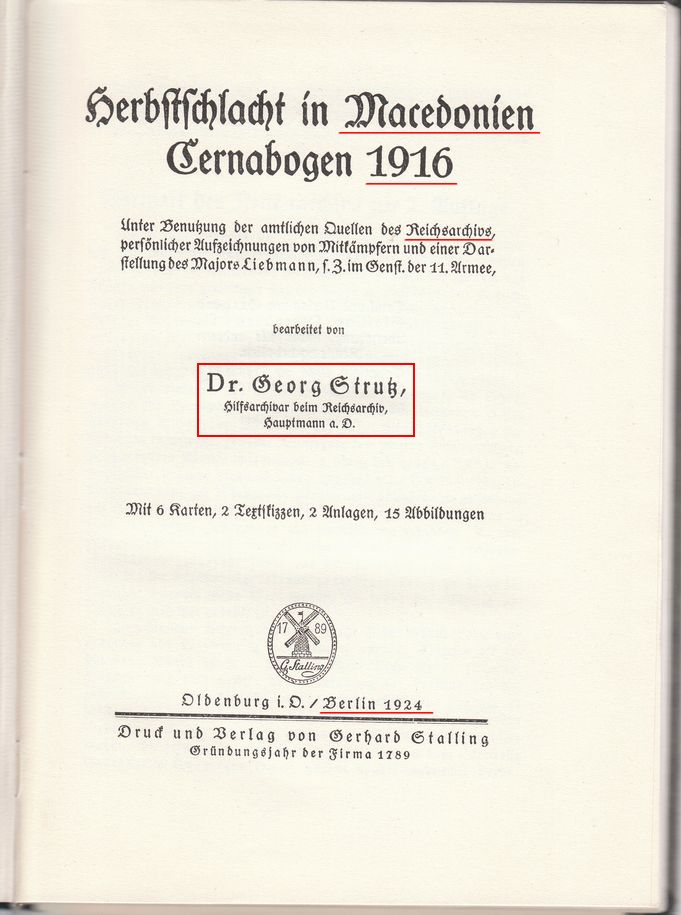 Herbstschlacht in Macedonien
Cernabogen 1916
Unter Benutzung der amtlichen Quellen des Reichsarchivs,
persönlicher Aufzeichnungen von Mitkämpfern und einer Dar-
stellung des Majors Liebmann, s. Z. im Genst. der 11. Armee,
bearbeitet von
Dr. Georg Strutz,
Hilfsarchivar beim Reichsarchiv,
Hauptmann a. D.
Mit 6 Karten, 2 Textskizzen, 2 Anlagen, 15 Abbildungen
17 89
G. Stalling
Oldenburg i. O. / Berlin 1924
Druck und Verlag von Gerhard Stalling
Gründungsjahr der Firma 1789